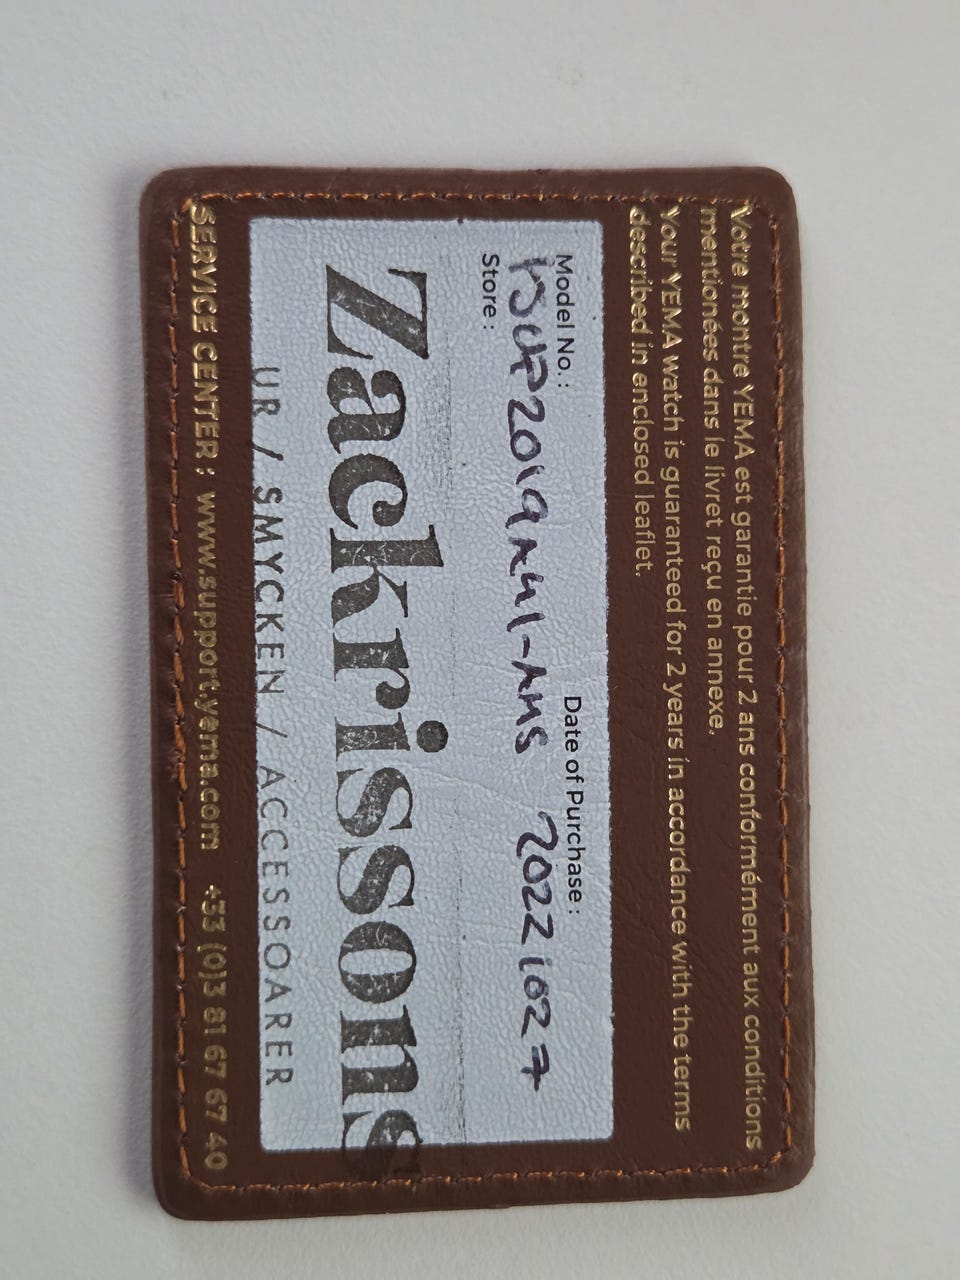 Votre montre YEMA est garantie pour 2 ans conformément aux conditions
mentionées dans le livret reçu en annexe.
Your YEMA watch is guaranteed for 2 years in accordance with the terms
described in enclosed leaflet.
Model No. : Date of Purchase :
20221027
Store :
Zackrissons
UR / SMYCKEN / ACCESSOARER
SERVICE CENTER : www.support.yema.com +33 (0)3 81 67 67 40